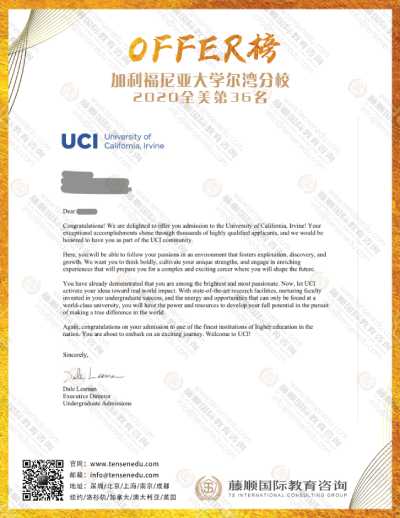 OFFER榜
加利福尼亚大学尔湾分校
2020全美第36名
UCI University of
California, Irvine
Dear
Congratulations! We are delighted to offer you admission to the University of California, Irvine! Your
exceptional accomplishments shone through thousands of highly qualified applicants, and we would be
honored to have you as part of the UCI community.
Here, you will be able to follow your passions in an environment that fosters exploration, discovery, and
growth. We want you to think boldly, cultivate your unique strengths, and engage in enriching
experiences that will prepare you for a complex and exciting career where you will shape the future.
You have already demonstrated that you are among the brightest and most passionate. Now, let UCI
activate your ideas toward real world impact. With state-of-the-art research facilities, nurturing faculty
invested in your undergraduate success, and the energy and opportunities that can only be found at a
world-class university, you will have the power and resources to develop your full potential in the pursuit
of making a true difference in the world.
Again, congratulations on your admission to one of the finest institutions of higher education in the
nation. You are about to embark on an exciting journey. Welcome to UCI!
Sincerely,
Dale Leaman
Dale Leaman
Executive Director
Undergraduate Admissions
官网：www.tensenedu.com
邮箱：info@tensenedu.com
地址：深圳/北京/上海/南京/成都
纽约/洛杉矶/加拿大/澳大利亚/英国
藤顺国际教育咨询
TS INTERNATIONAL CONSULTING GROUP